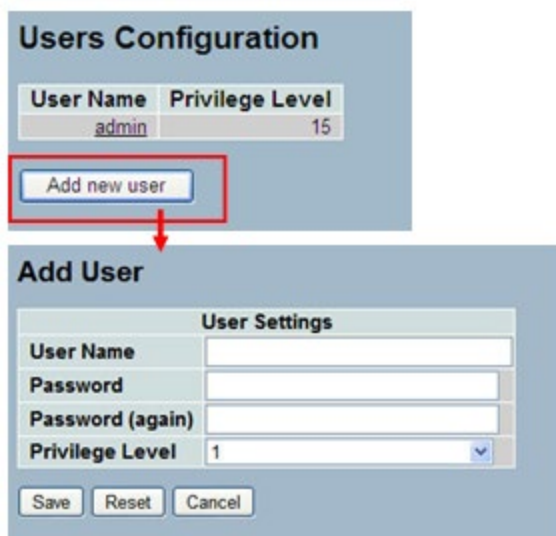 Users Configuration
User Name Privilege Level
admin 15
Add new user
Add User
User Settings
User Name
Password
Password (again)
Privilege Level 1
Save Reset Cancel